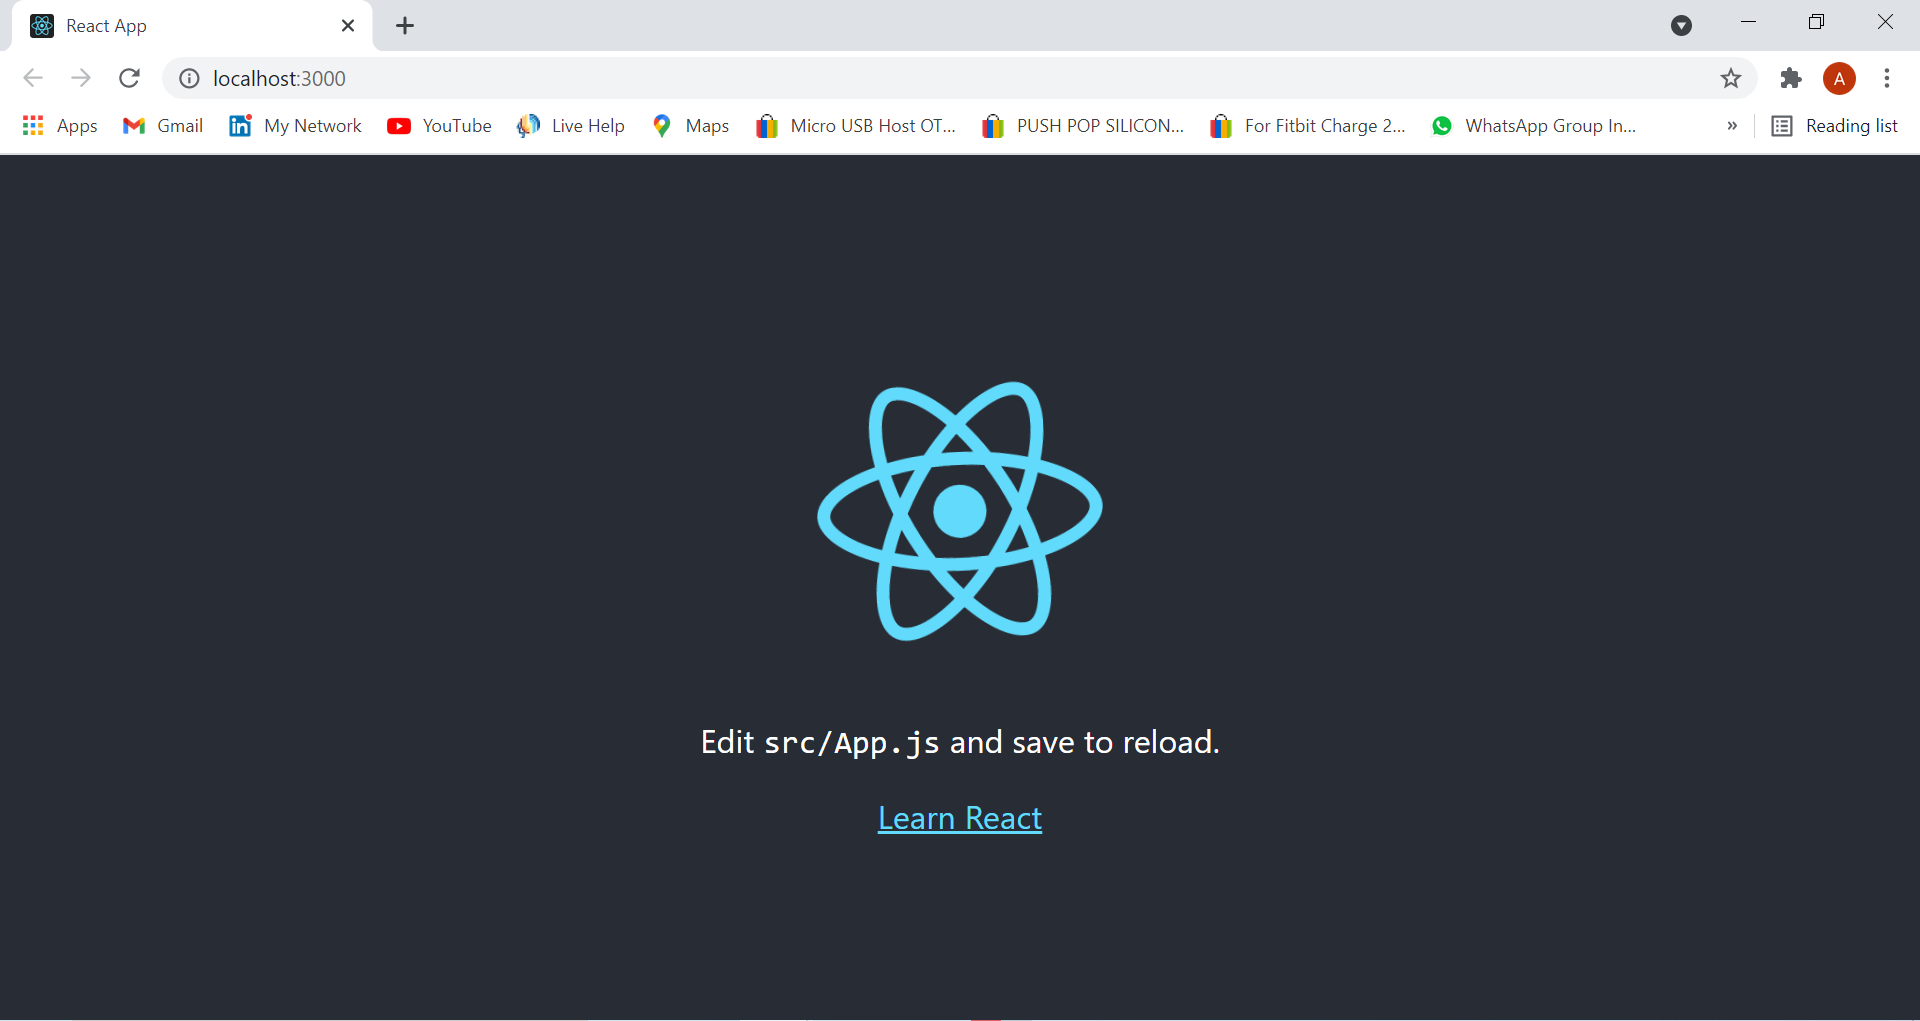 React App
localhost:3000
A
Apps Gmail in My Network YouTube Live Help Maps Micro USB Host OT... PUSH POP SILICON... For Fitbit Charge 2... WhatsApp Group In... » Reading list
Edit src/App.js and save to reload.
Learn React